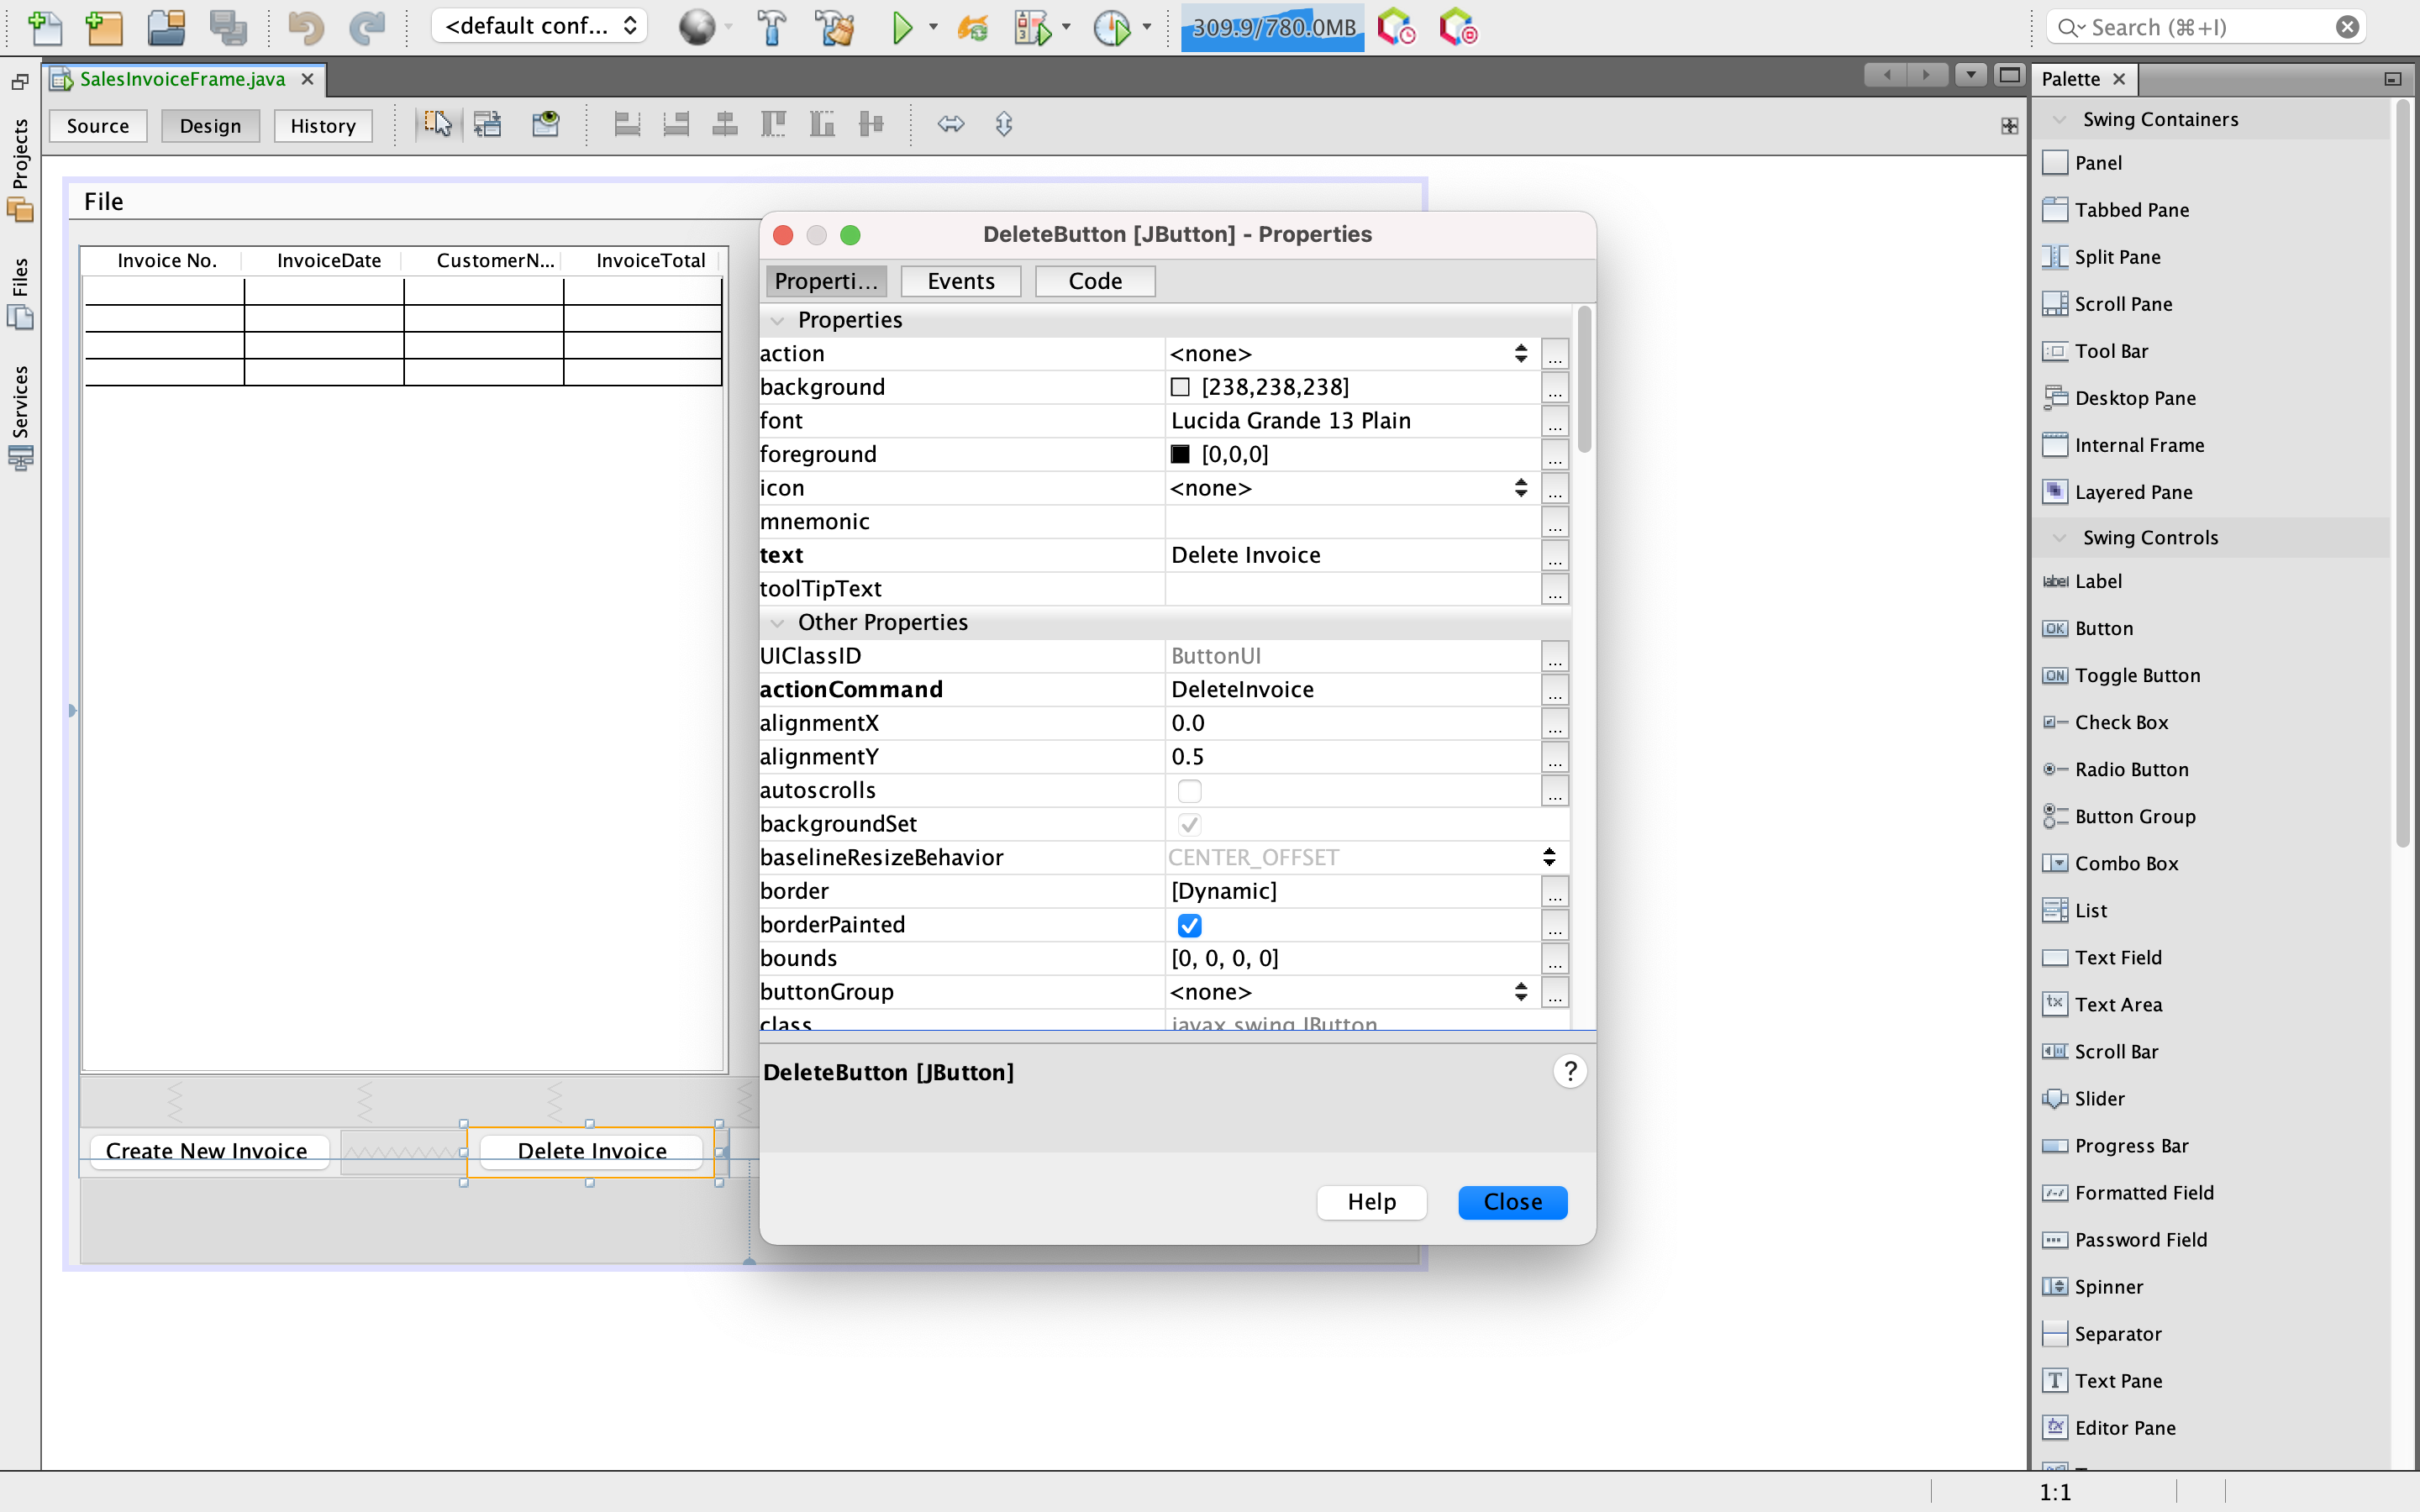 <default conf...
309.9/780.0MB
Search (⌘+I)
SalesInvoiceFrame.java
Palette
Source
Design
History
Projects
Files
Services
File
Invoice No.
InvoiceDate
CustomerN...
InvoiceTotal
Create New Invoice
Delete Invoice
DeleteButton [JButton] - Properties
Properti...
Events
Code
Properties
action <none> ...
background [238,238,238] ...
font Lucida Grande 13 Plain ...
foreground [0,0,0] ...
icon <none> ...
mnemonic ...
text Delete Invoice ...
toolTipText ...
Other Properties
UIClassID ButtonUI ...
actionCommand DeleteInvoice ...
alignmentX 0.0 ...
alignmentY 0.5 ...
autoscrolls ...
backgroundSet
baselineResizeBehavior CENTER_OFFSET
border [Dynamic] ...
borderPainted ...
bounds [0, 0, 0, 0] ...
buttonGroup <none> ...
class javax.swing.JButton
DeleteButton [JButton]
?
Help
Close
Swing Containers
Panel
Tabbed Pane
Split Pane
Scroll Pane
Tool Bar
Desktop Pane
Internal Frame
Layered Pane
Swing Controls
label Label
OK Button
ON Toggle Button
Check Box
Radio Button
Button Group
Combo Box
List
Text Field
tx Text Area
Scroll Bar
Slider
Progress Bar
Formatted Field
Password Field
Spinner
Separator
T Text Pane
tx Editor Pane
1:1